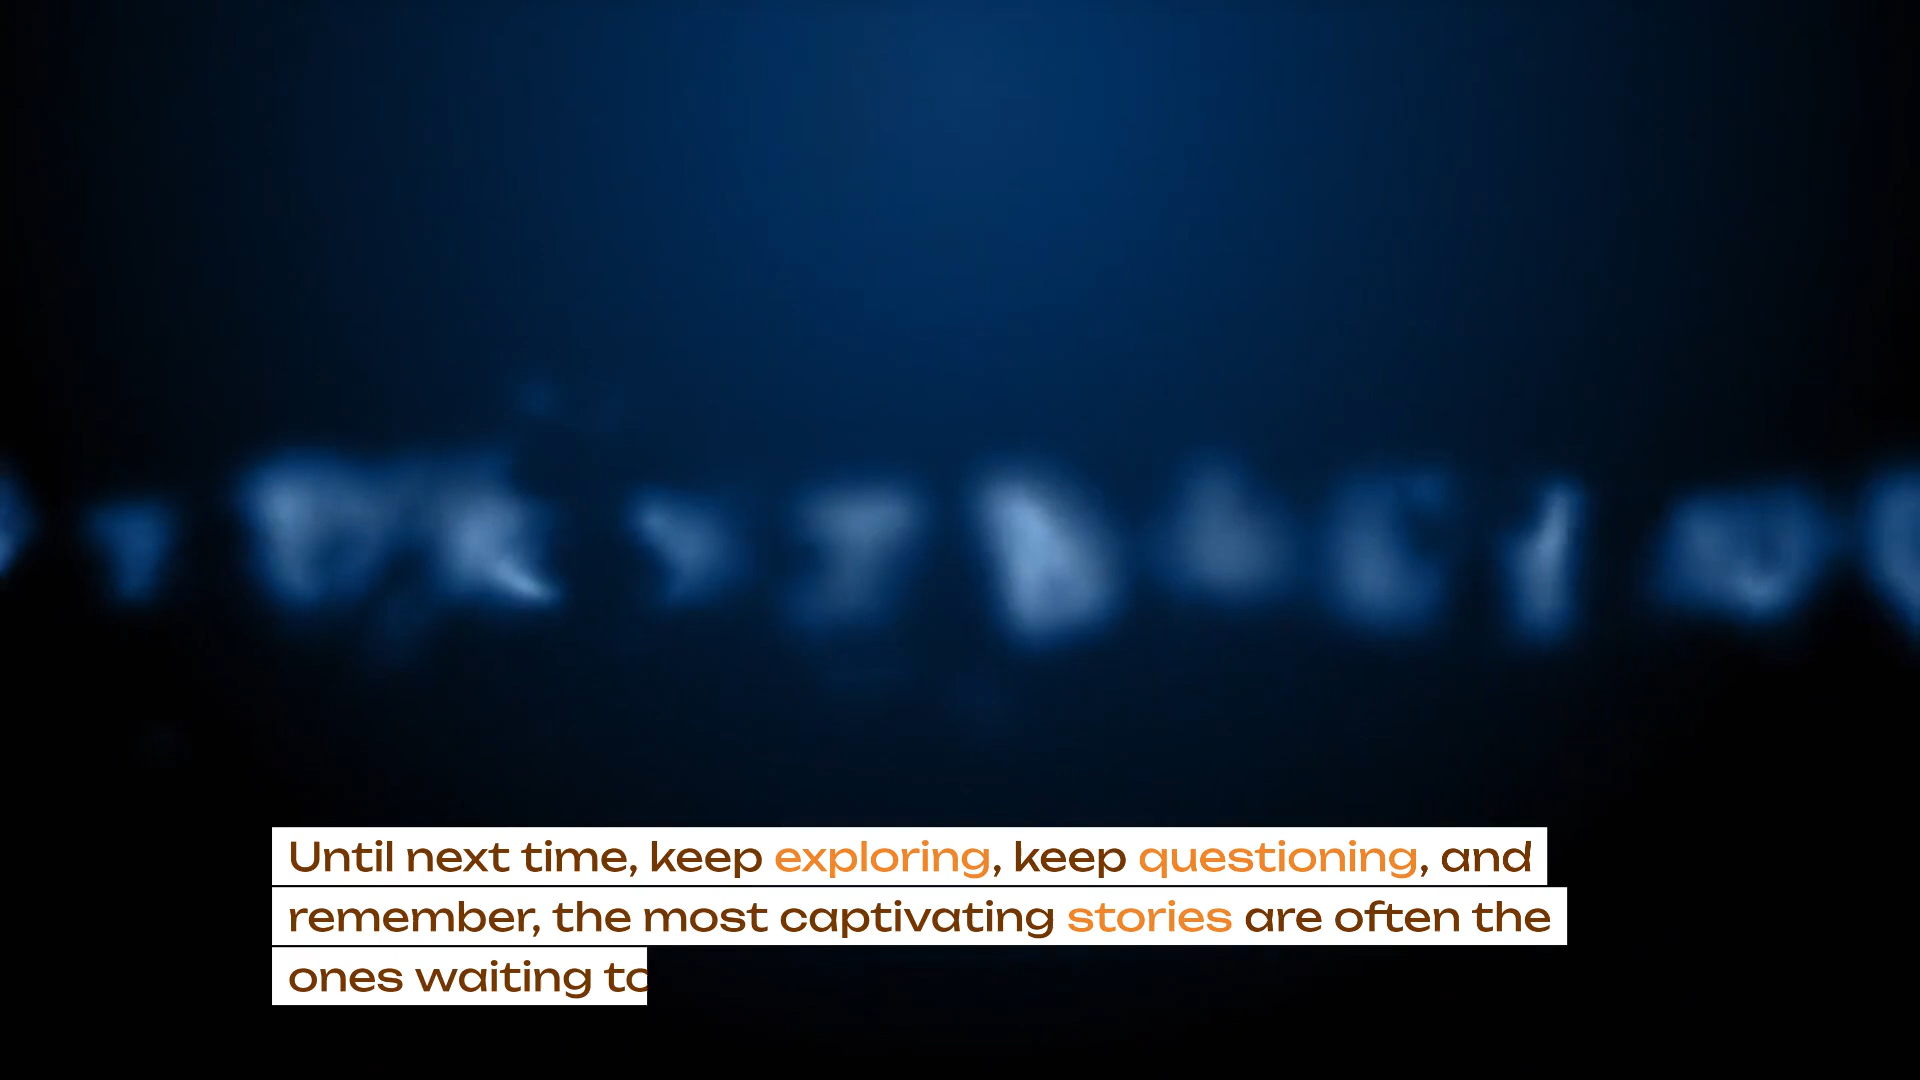 Until next time, keep exploring, keep questioning, and
remember, the most captivating stories are often the
ones waiting to